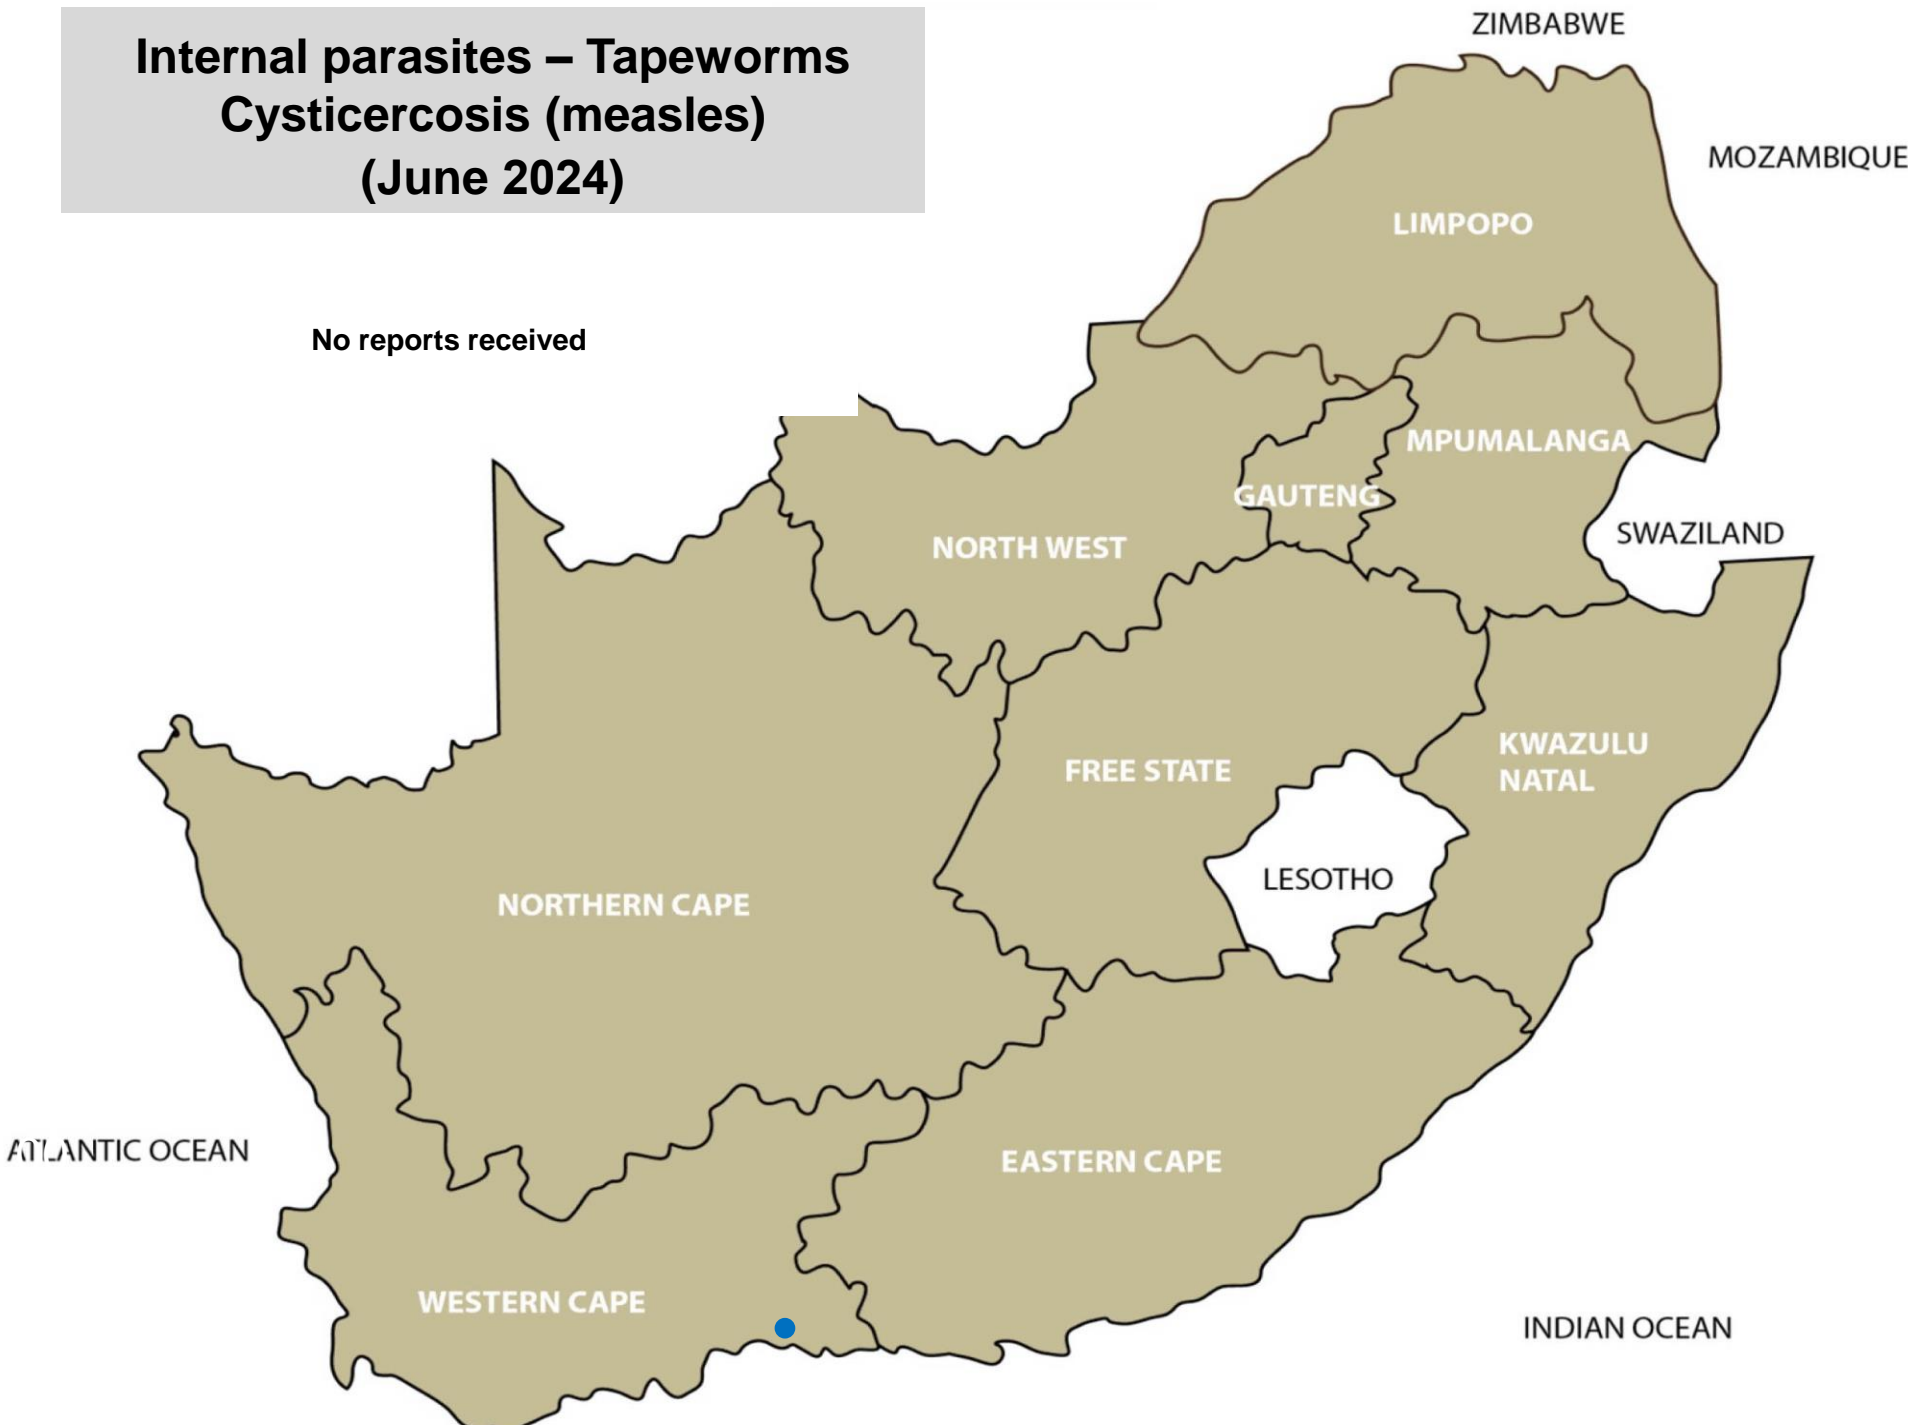 Internal parasites – Tapeworms
Cysticercosis (measles)
(June 2024)
No reports received
ZIMBABWE
MOZAMBIQUE
LIMPOPO
MPUMALANGA
GAUTENG
SWAZILAND
NORTH WEST
KWAZULU
NATAL
FREE STATE
LESOTHO
NORTHERN CAPE
ATLANTIC OCEAN
EASTERN CAPE
WESTERN CAPE
INDIAN OCEAN